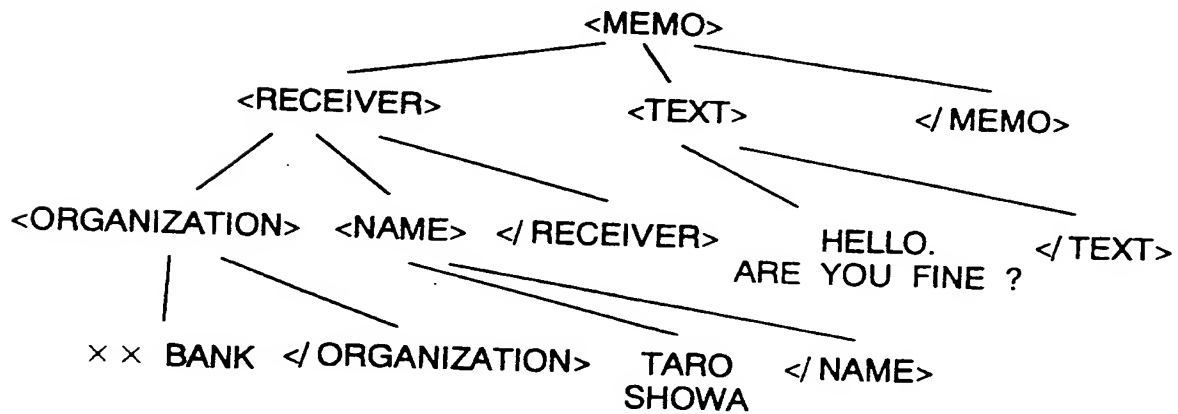 <MEMO>
<RECEIVER> <TEXT> </MEMO>
<ORGANIZATION> <NAME> </RECEIVER> HELLO. </TEXT>
ARE YOU FINE ?
×× BANK </ORGANIZATION> TARO </NAME>
SHOWA